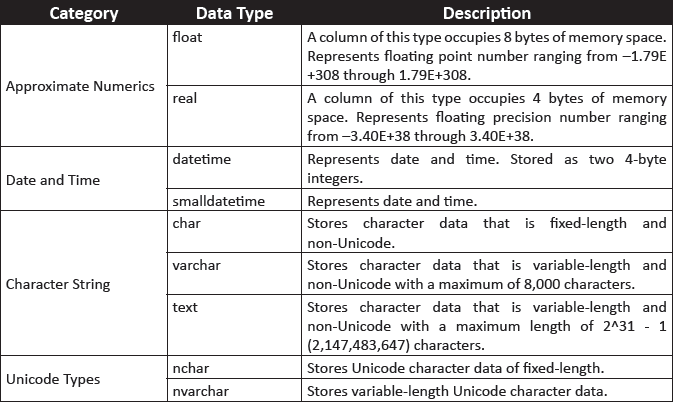 Category Data Type Description
Approximate Numerics
float
A column of this type occupies 8 bytes of memory space.
Represents floating point number ranging from –1.79E
+308 through 1.79E+308.
real
A column of this type occupies 4 bytes of memory
space. Represents floating precision number ranging
from –3.40E+38 through 3.40E+38.
Date and Time
datetime
Represents date and time. Stored as two 4-byte
integers.
smalldatetime
Represents date and time.
Character String
char
Stores character data that is fixed-length and
non-Unicode.
varchar
Stores character data that is variable-length and
non-Unicode with a maximum of 8,000 characters.
text
Stores character data that is variable-length and
non-Unicode with a maximum length of 2^31 - 1
(2,147,483,647) characters.
Unicode Types
nchar
Stores Unicode character data of fixed-length.
nvarchar
Stores variable-length Unicode character data.